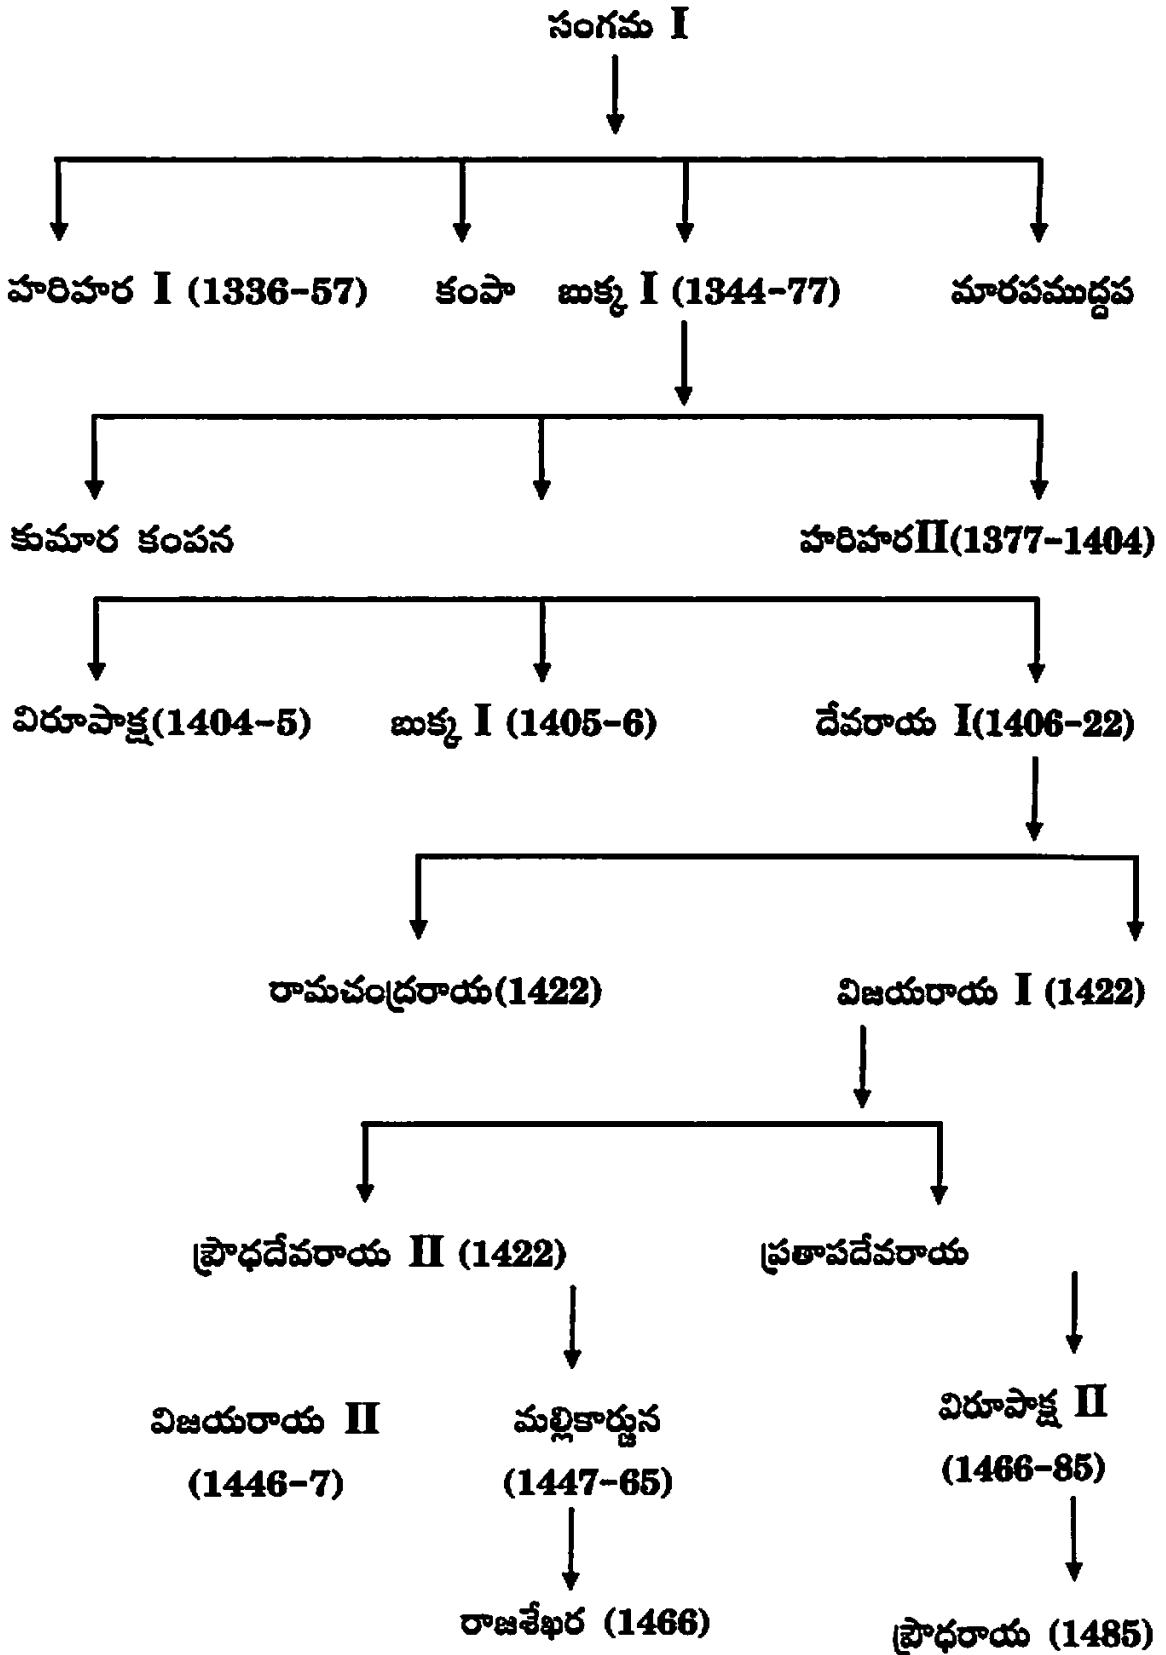 సంగమ I
హరిహర I (1336-57) కంపా బుక్క I (1344-77) మారపముద్దప
కుమార కంపన హరిహరII(1377-1404)
విరూపాక్ష(1404-5) బుక్క I (1405-6) దేవరాయ I(1406-22)
రామచంద్రరాయ(1422) విజయరాయ I (1422)
ప్రౌధదేవరాయ II (1422) ప్రతాపదేవరాయ
విజయరాయ II మల్లికార్జున విరూపాక్ష II
(1446-7) (1447-65) (1466-85)
రాజశేఖర (1466) ప్రౌధరాయ (1485)